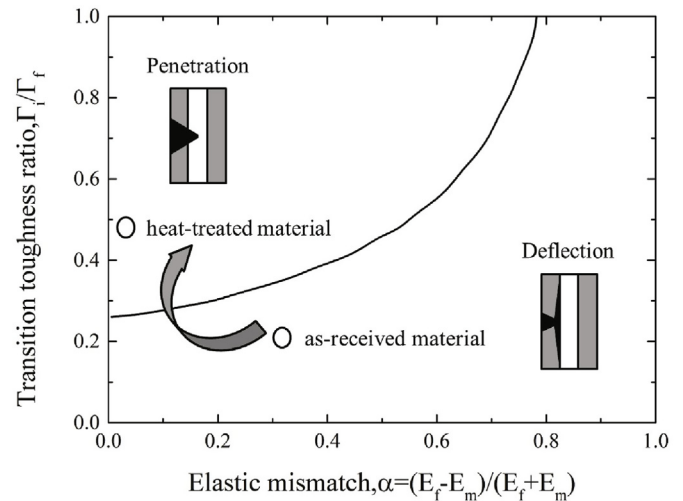 Transition toughness ratio,Γi/Γf
1.0
0.8
0.6
0.4
0.2
0.0
Penetration
heat-treated material
as-received material
Deflection
0.0 0.2 0.4 0.6 0.8 1.0
Elastic mismatch,α=(Ef-Em)/(Ef+Em)